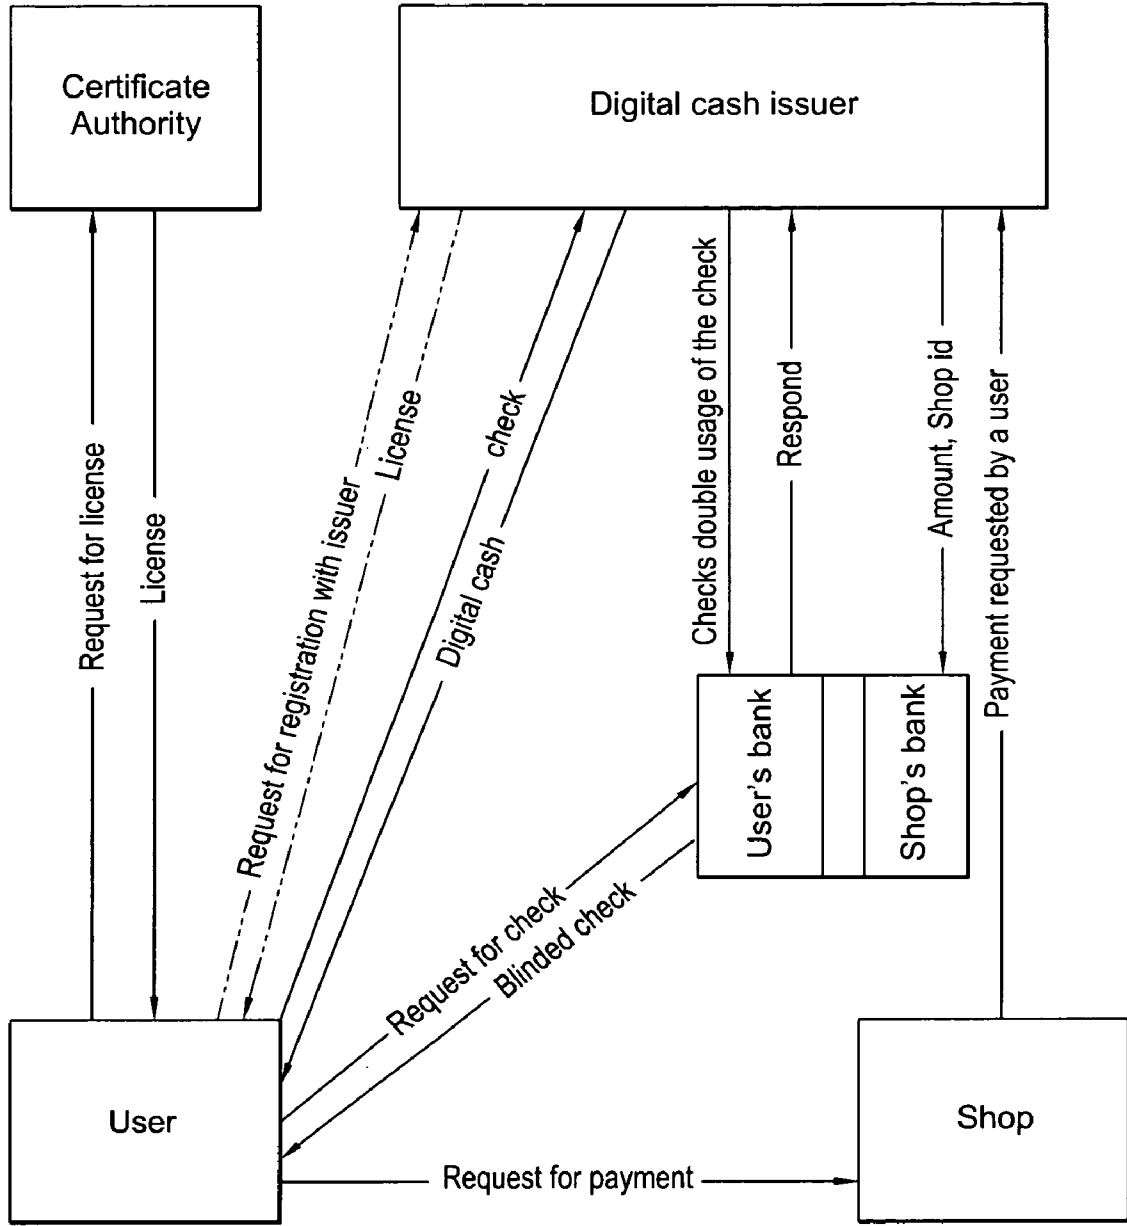 Certificate
Authority
Digital cash issuer
Request for license
License
Request for registration with issuer
License
check
Digital cash
Checks double usage of the check
Respond
Amount, Shop id
Payment requested by a user
User's bank
Shop's bank
Request for check
Blinded check
User
Request for payment
Shop